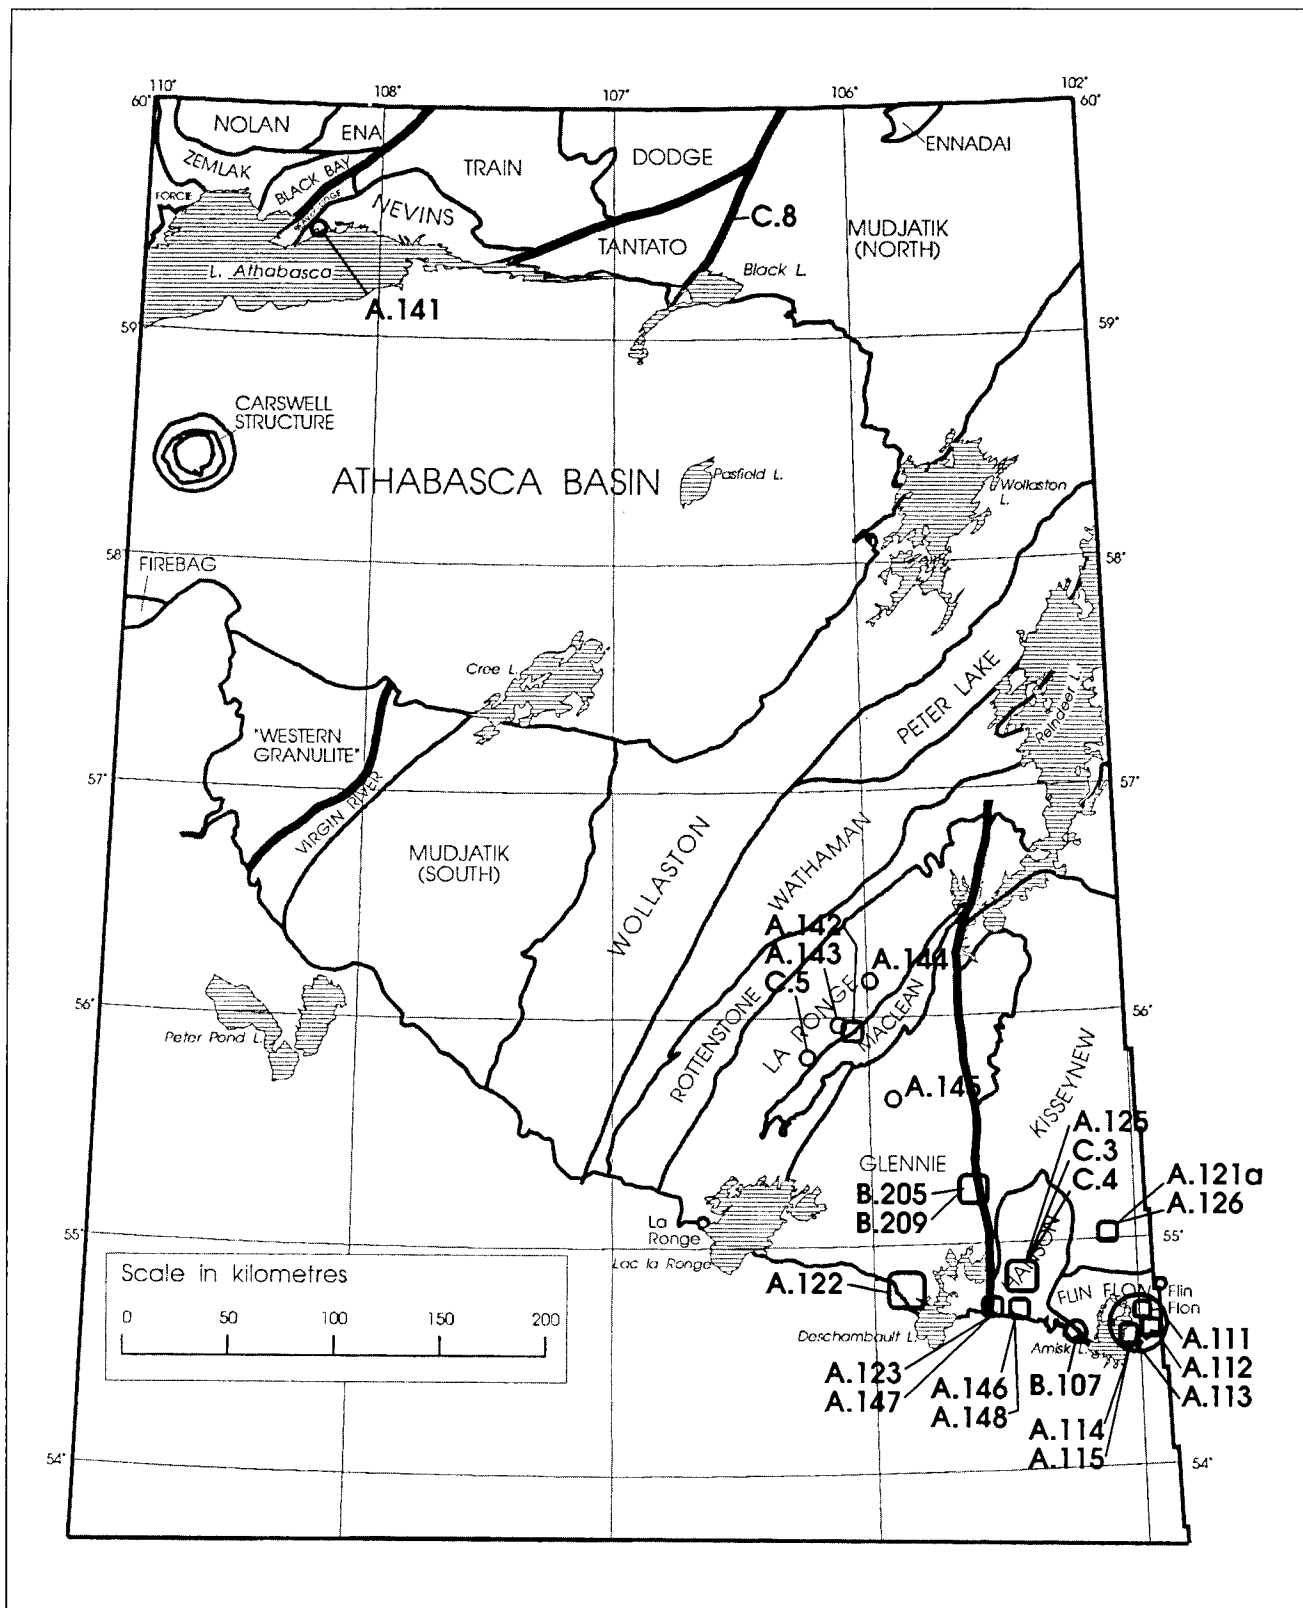 110°
108°
107°
106°
102°
60°
60°
NOLAN
ENA
ENNADAI
ZEMLAK
BLACK BAY
TRAIN
DODGE
FORCIE
NEVINS
C.8
TANTATO
MUDJATIK
(NORTH)
L. Athabasca
Black L.
A.141
59°
59°
CARSWELL
STRUCTURE
ATHABASCA BASIN
Pasfield L.
Wollaston
L.
58°
58°
FIREBAG
Cree L.
PETER LAKE
Reindeer L.
"WESTERN
GRANULITE"
57°
57°
VIRGIN RIVER
MUDJATIK
(SOUTH)
WOLLASTON
WATHAMAN
A.142
A.143
A.144
C.5
ROTTENSTONE
LA RONGE
MACLEAN
56°
56°
Peter Pond L.
KISSEYNEW
A.145
A.125
GLENNIE
C.3
C.4
B.205
B.209
A.121a
A.126
La
Ronge
55°
55°
Lac la Ronge
HANSON
Scale in kilometres
0 50 100 150 200
A.122
FLIN FLON
Flin
Flon
Deschambault L.
Amisk L.
A.111
A.112
A.113
A.123
A.147
A.146
A.148
B.107
A.114
A.115
54°
54°